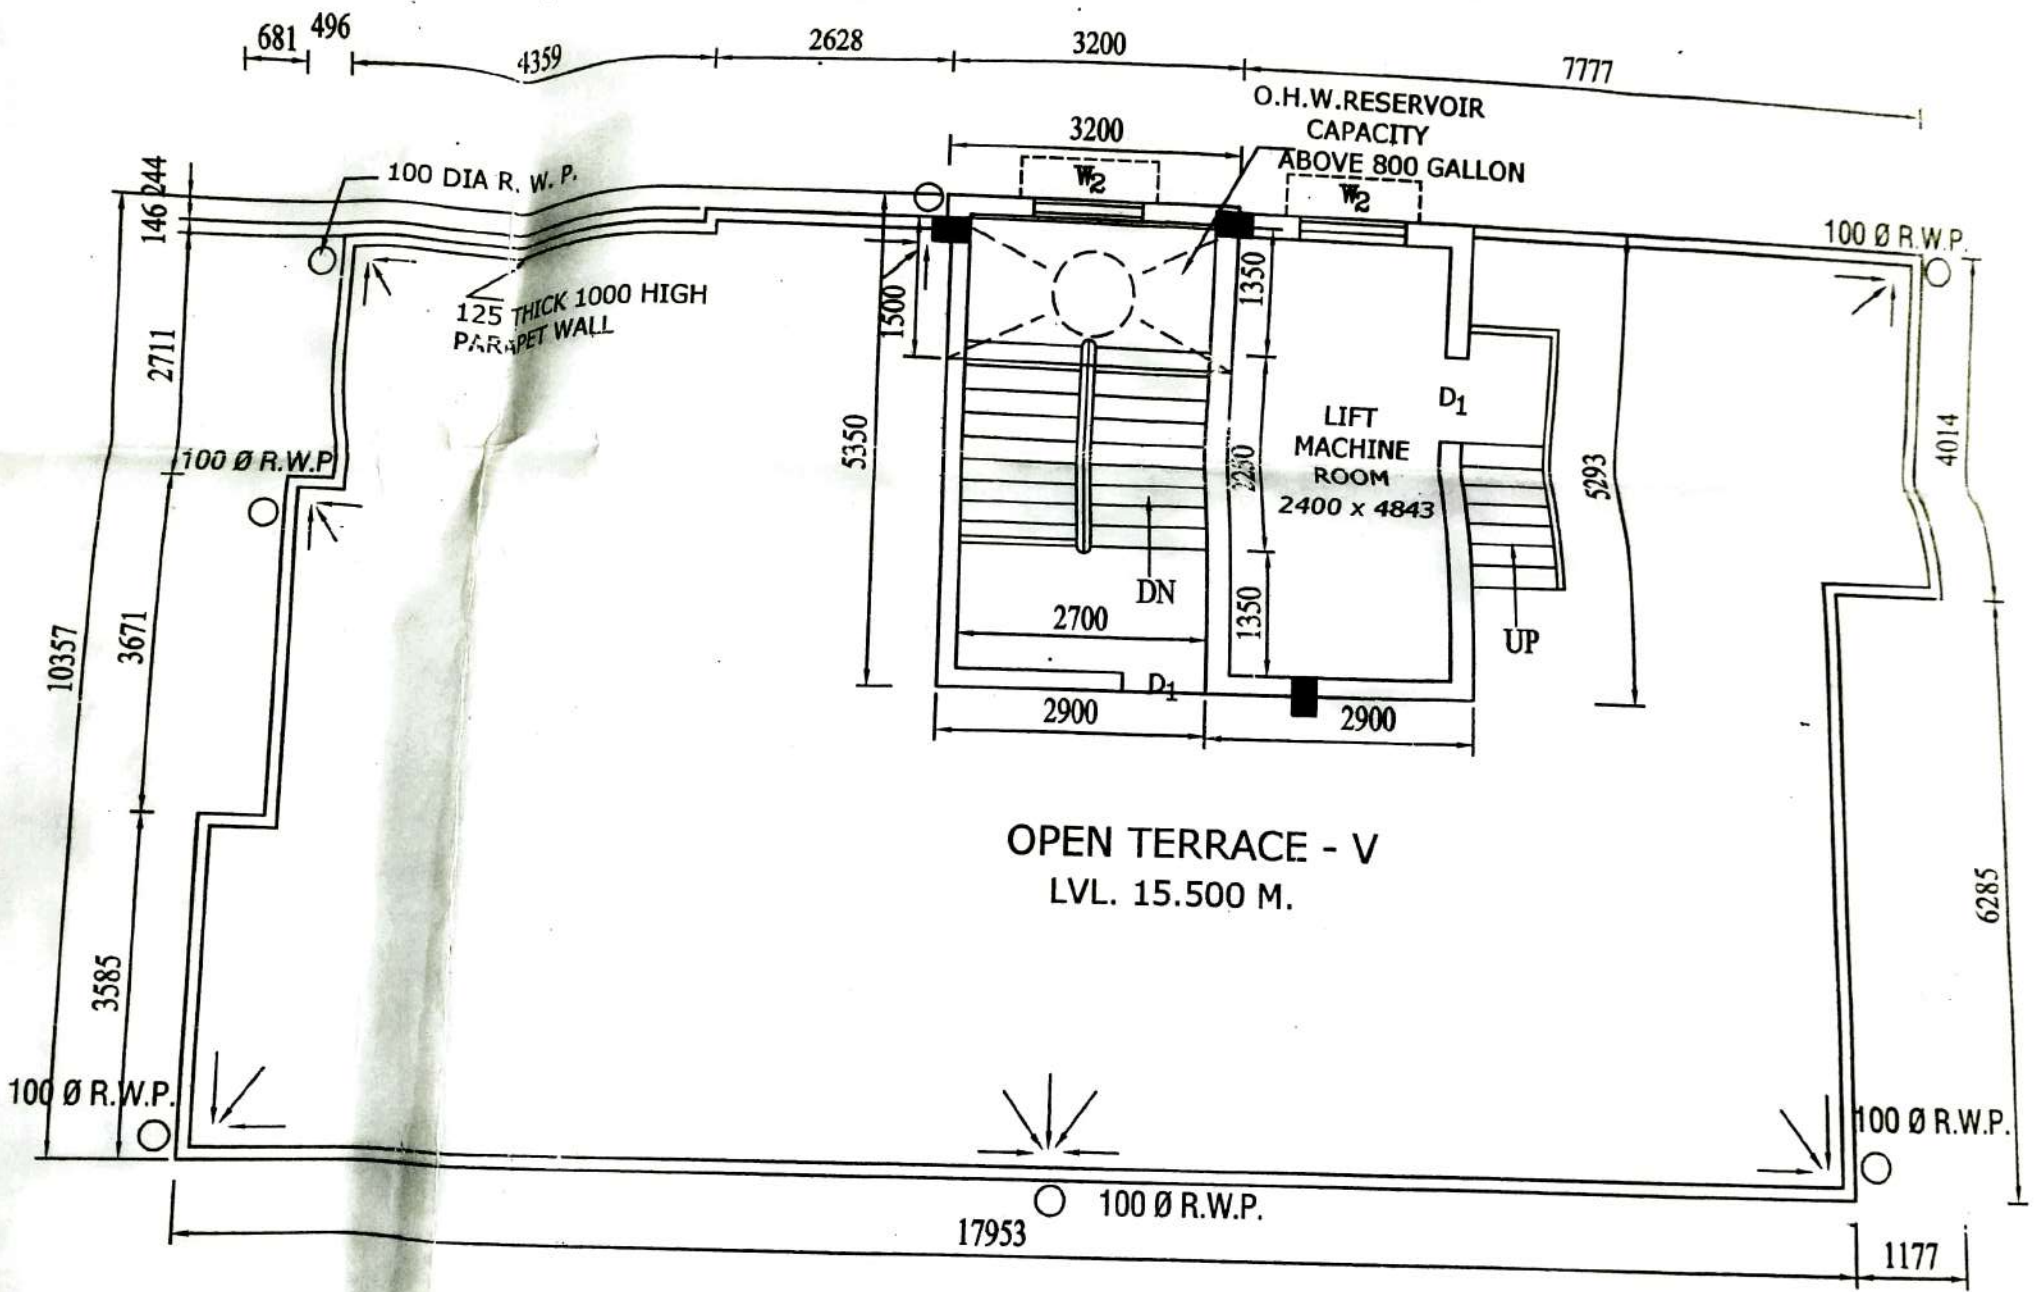 681
496
4359
2628
3200
7777
O.H.W.RESERVOIR
CAPACITY
ABOVE 800 GALLON
3200
W2
W2
244
146
100 DIA R. W. P.
100 Ø R.W.P.
125 THICK 1000 HIGH
PARAPET WALL
2711
1500
1350
100 Ø R.W.P
5350
D1
LIFT
MACHINE
ROOM
2400 x 4843
5293
4014
DN
1350
UP
2700
10357
3671
D1
2900
2900
OPEN TERRACE - V
LVL. 15.500 M.
6285
3585
100 Ø R.W.P.
100 Ø R.W.P.
100 Ø R.W.P.
17953
1177